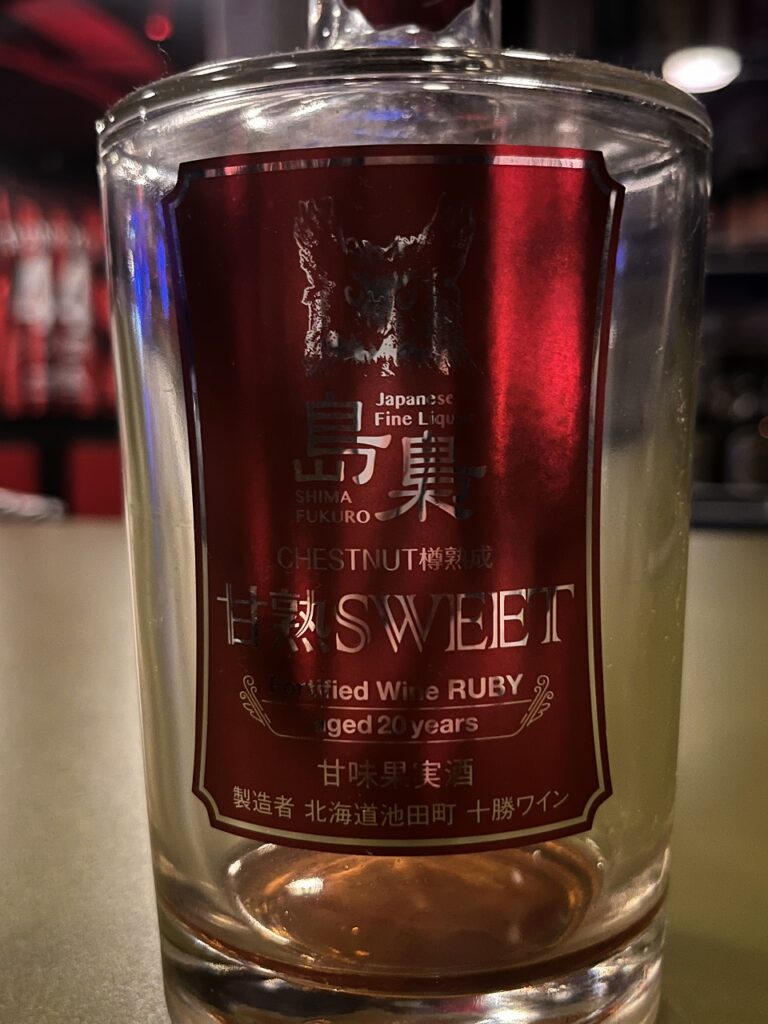 Japanese
Fine Liquor
島梟
SHIMA
FUKURO
CHESTNUT樽熟成
甘熟SWEET
Fortified Wine RUBY
aged 20 years
甘味果実酒
製造者 北海道池田町 十勝ワイン